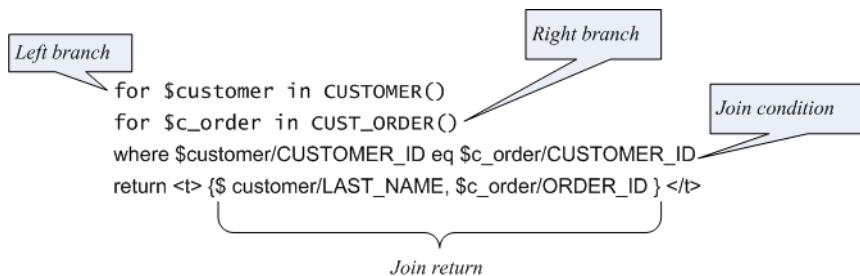 Right branch
Left branch
for $customer in CUSTOMER()
Join condition
for $c_order in CUST_ORDER()
where $customer/CUSTOMER_ID eq $c_order/CUSTOMER_ID
return <t> {$ customer/LAST_NAME, $c_order/ORDER_ID } </t>
Join return